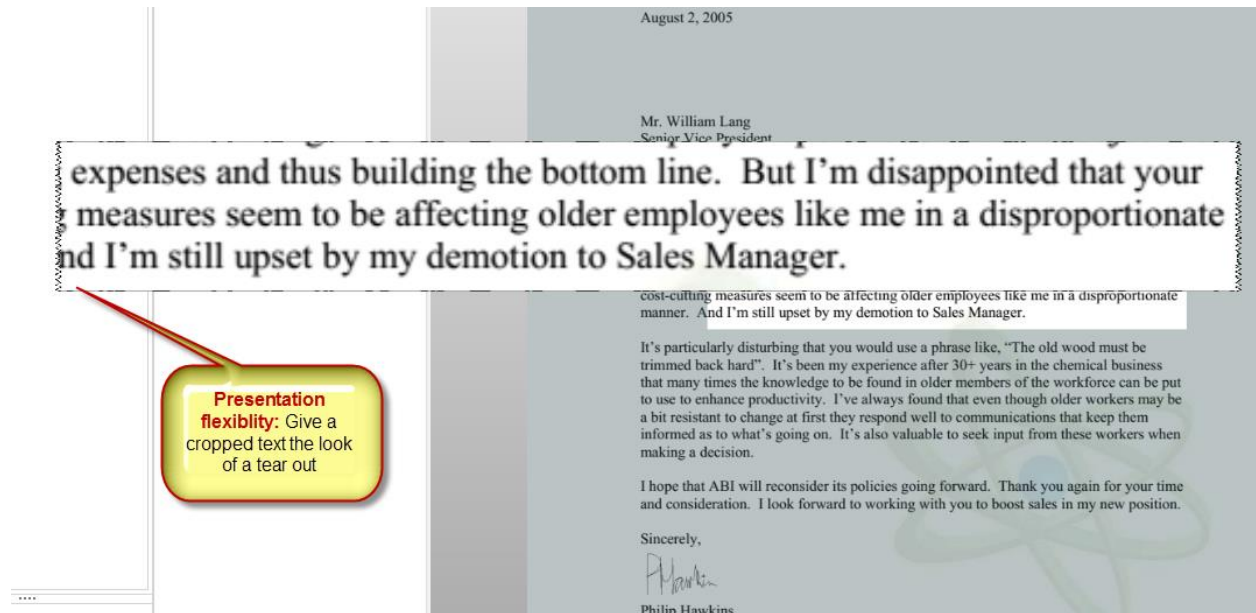 August 2, 2005
Mr. William Lang
Senior Vice President
expenses and thus building the bottom line. But I'm disappointed that your
measures seem to be affecting older employees like me in a disproportionate
nd I'm still upset by my demotion to Sales Manager.
cost-cutting measures seem to be affecting older employees like me in a disproportionate
manner. And I'm still upset by my demotion to Sales Manager.
It's particularly disturbing that you would use a phrase like, “The old wood must be
trimmed back hard”. It's been my experience after 30+ years in the chemical business
that many times the knowledge to be found in older members of the workforce can be put
to use to enhance productivity. I've always found that even though older workers may be
a bit resistant to change at first they respond well to communications that keep them
informed as to what's going on. It's also valuable to seek input from these workers when
making a decision.
I hope that ABI will reconsider its policies going forward. Thank you again for your time
and consideration. I look forward to working with you to boost sales in my new position.
Sincerely,
PHawkin
Philip Hawkins
Presentation
flexiblity: Give a
cropped text the look
of a tear out